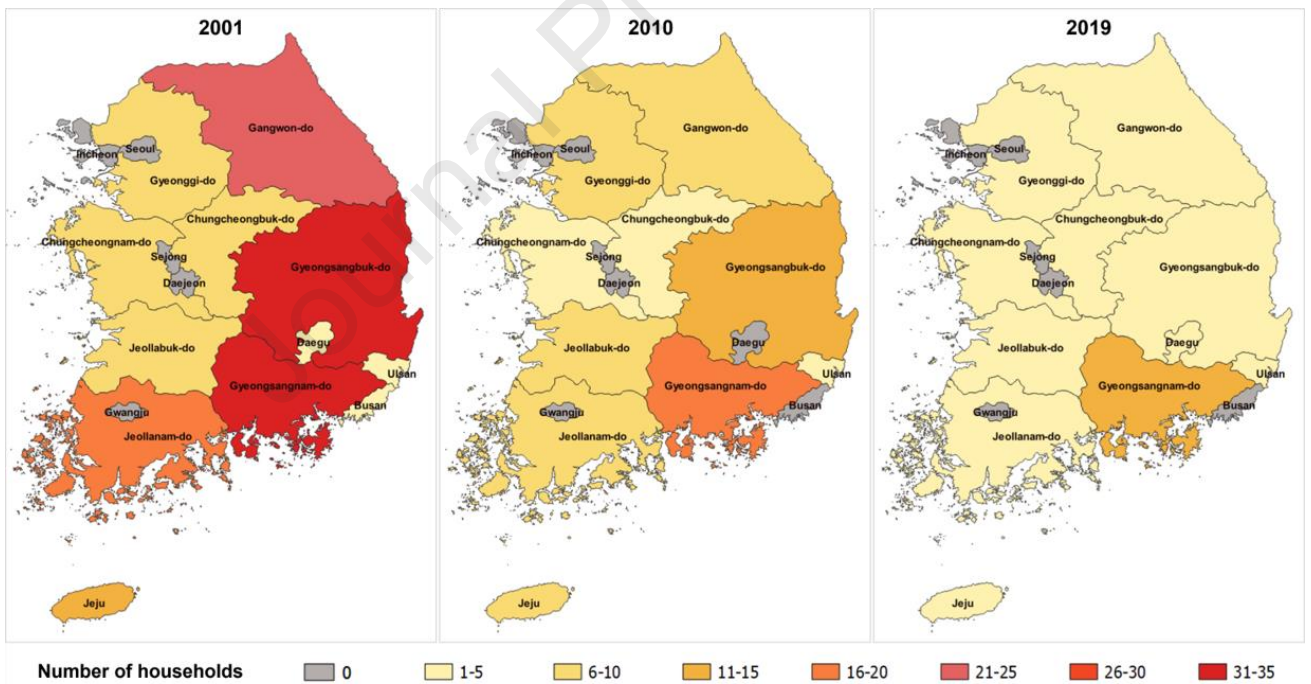 2001
Gangwon-do
Seoul
Incheon
Gyeonggi-do
Chungcheongbuk-do
Chungcheongnam-do
Sejong
Daejeon
Gyeongsangbuk-do
Daegu
Jeollabuk-do
Ulsan
Gyeongsangnam-do
Busan
Gwangju
Jeollanam-do
Jeju
2010
Gangwon-do
Seoul
Incheon
Gyeonggi-do
Chungcheongbuk-do
Chungcheongnam-do
Sejong
Daejeon
Gyeongsangbuk-do
Daegu
Jeollabuk-do
Ulsan
Gyeongsangnam-do
Busan
Gwangju
Jeollanam-do
Jeju
2019
Gangwon-do
Seoul
Incheon
Gyeonggi-do
Chungcheongbuk-do
Chungcheongnam-do
Sejong
Daejeon
Gyeongsangbuk-do
Daegu
Jeollabuk-do
Ulsan
Gyeongsangnam-do
Busan
Gwangju
Jeollanam-do
Jeju
Journal
Number of households 0 1-5 6-10 11-15 16-20 21-25 26-30 31-35